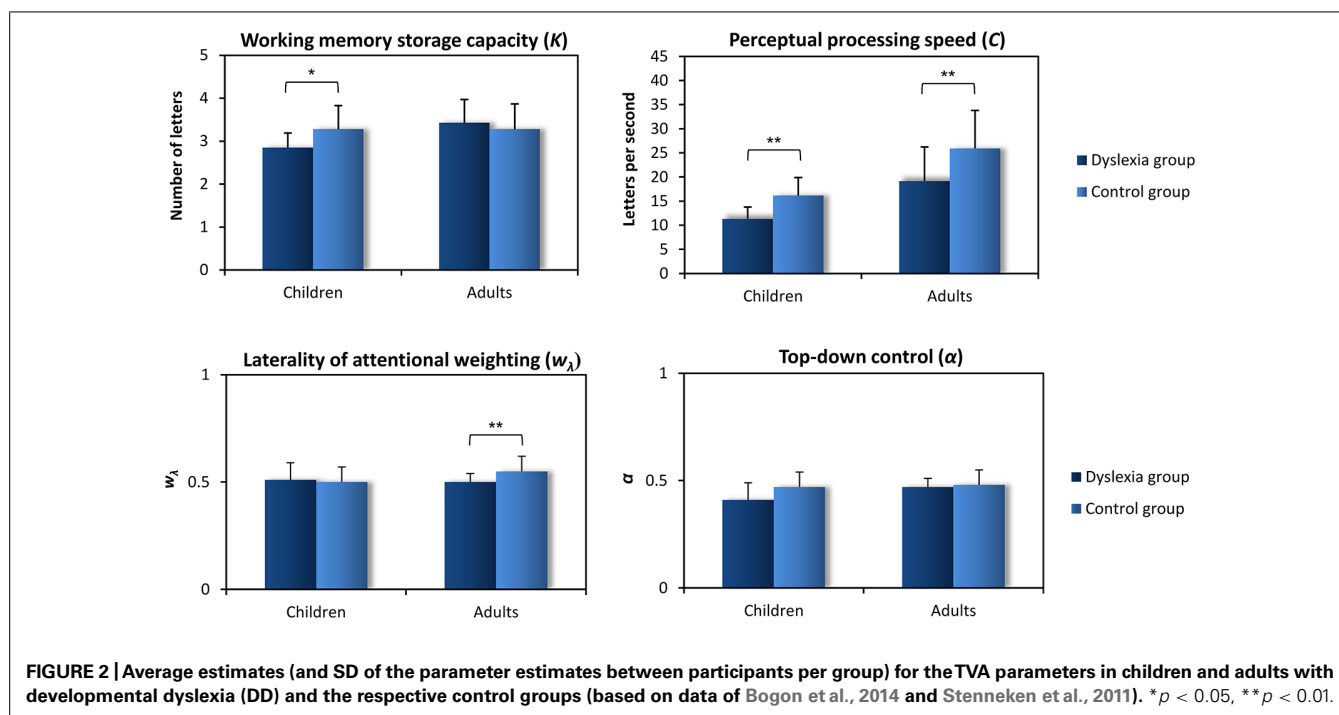 Working memory storage capacity (K)
5
4
3
2
1
0
Number of letters
*
Children
Adults
Perceptual processing speed (C)
45
40
35
30
25
20
15
10
5
0
Letters per second
**
**
Children
Adults
Dyslexia group
Control group
Laterality of attentional weighting (wλ)
1
0.5
0
wλ
**
Children
Adults
Top-down control (α)
1
0.5
0
α
Children
Adults
Dyslexia group
Control group
FIGURE 2 | Average estimates (and SD of the parameter estimates between participants per group) for the TVA parameters in children and adults with
developmental dyslexia (DD) and the respective control groups (based on data of Bogon et al., 2014 and Stenneken et al., 2011). *p < 0.05, **p < 0.01.